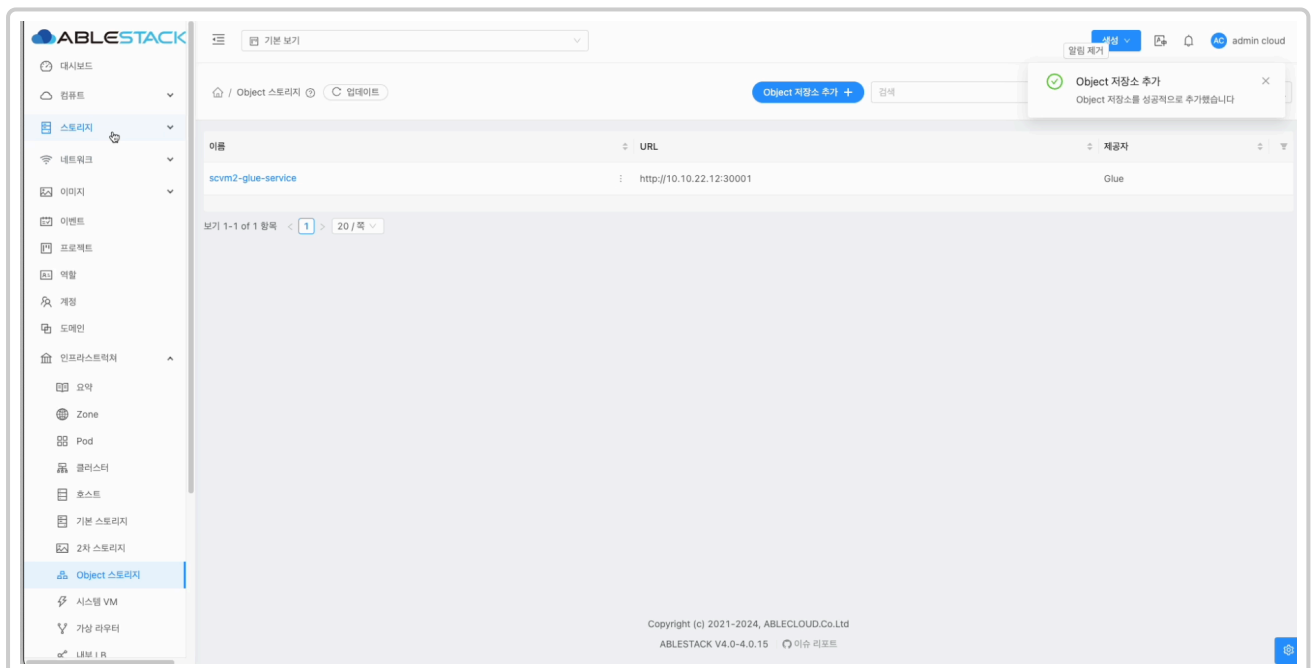 ABLESTACK
기본 보기
생성
알림 제거
admin cloud
AC
대시보드
컴퓨트
스토리지
네트워크
이미지
이벤트
프로젝트
역할
계정
도메인
인프라스트럭쳐
요약
Zone
Pod
클러스터
호스트
기본 스토리지
2차 스토리지
Object 스토리지
시스템 VM
가상 라우터
내부 LB
/ Object 스토리지 업데이트
Object 저장소 추가 +
검색
Object 저장소 추가
Object 저장소를 성공적으로 추가했습니다
이름 URL 제공자
scvm2-glue-service http://10.10.22.12:30001 Glue
보기 1-1 of 1 항목 < 1 > 20 / 쪽
Copyright (c) 2021-2024, ABLECLOUD.Co.Ltd
ABLESTACK V4.0-4.0.15 이슈 리포트